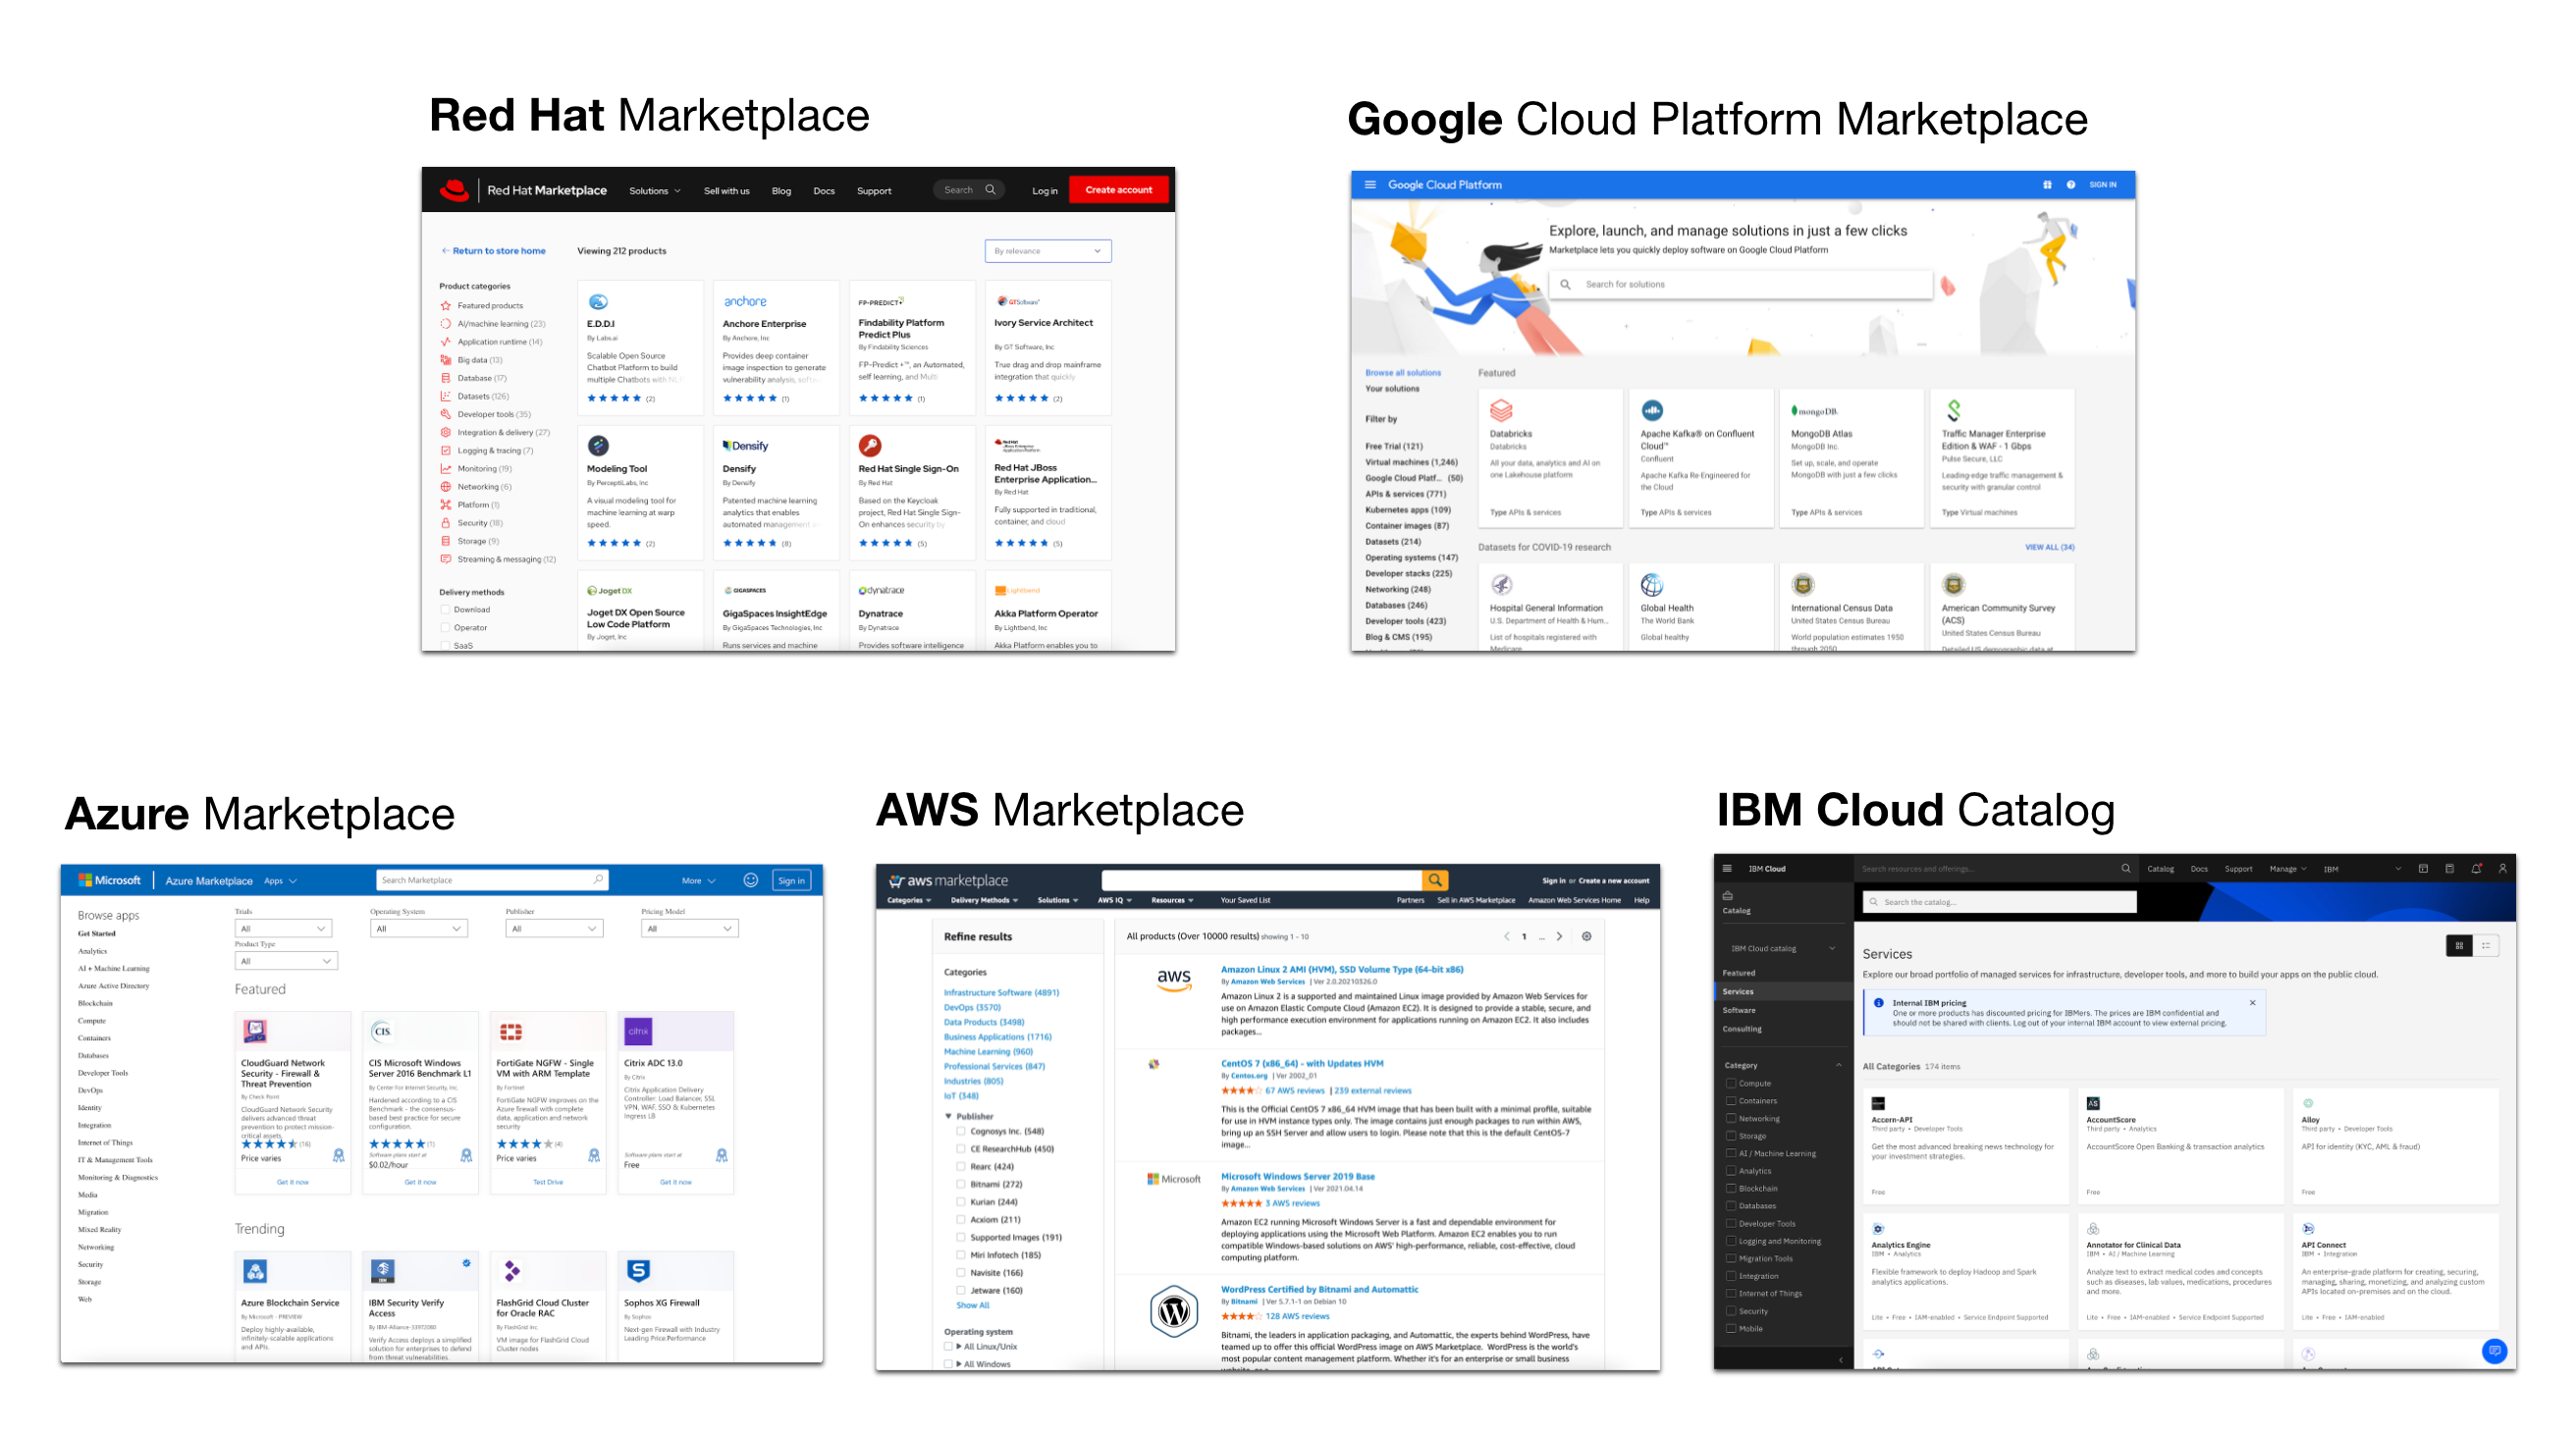 Red Hat Marketplace
Red Hat Marketplace Solutions Sell with us Blog Docs Support Search Log in Create account
Return to store home
Viewing 212 products
By relevance
Product categories
Featured products
AI/machine learning (23)
Application runtime (14)
Big data (13)
Database (17)
Datasets (126)
Developer tools (35)
Integration & delivery (27)
Logging & tracing (7)
Monitoring (19)
Networking (6)
Platform (1)
Security (18)
Storage (9)
Streaming & messaging (12)
Delivery methods
Download
Operator
SaaS
E.D.D.I
By Labs.ai
Scalable Open Source
Chatbot Platform to build
multiple Chatbots with
(2)
anchore
Anchore Enterprise
By Anchore, Inc
Provides deep container
image inspection to generate
vulnerability analysis,
(1)
FP-PREDICT+
Findability Platform
Predict Plus
By Findability Sciences
FP-Predict +™, an Automated,
self learning, and Multi
(1)
GTSoftware
Ivory Service Architect
By GT Software, Inc
True drag and drop mainframe
integration that quickly
(2)
Modeling Tool
By PerceptiLabs, Inc
A visual modeling tool for
machine learning at warp
speed.
(2)
Densify
Densify
By Densify
Patented machine learning
analytics that enables
automated management
(8)
Red Hat Single Sign-On
By Red Hat
Based on the Keycloak
project, Red Hat Single Sign-
On enhances security by
(5)
Red Hat JBoss
Enterprise Application...
By Red Hat
Fully supported in traditional,
container, and cloud
(5)
Joget DX
Joget DX Open Source
Low Code Platform
By Joget, Inc
GIGASPACES
GigaSpaces InsightEdge
By GigaSpaces Technologies, Inc
Runs services and machine
dynatrace
Dynatrace
By Dynatrace
Provides software intelligence
Lightbend
Akka Platform Operator
By Lightbend, Inc
Akka Platform enables you to
Google Cloud Platform Marketplace
Google Cloud Platform
SIGN IN
Explore, launch, and manage solutions in just a few clicks
Marketplace lets you quickly deploy software on Google Cloud Platform
Search for solutions
Browse all solutions
Your solutions
Filter by
Free Trial (121)
Virtual machines (1,246)
Google Cloud Platf... (50)
APIs & services (771)
Kubernetes apps (109)
Container images (87)
Datasets (214)
Operating systems (147)
Developer stacks (225)
Networking (248)
Databases (246)
Developer tools (423)
Blog & CMS (195)
Featured
Databricks
Databricks
All your data, analytics and AI on
one Lakehouse platform
Type APIs & services
Apache Kafka® on Confluent
Cloud™
Confluent
Apache Kafka Re-Engineered for
the Cloud
Type APIs & services
mongoDB.
MongoDB Atlas
MongoDB Inc.
Set up, scale, and operate
MongoDB with just a few clicks
Type APIs & services
Traffic Manager Enterprise
Edition & WAF - 1 Gbps
Pulse Secure, LLC
Leading-edge traffic management &
security with granular control
Type Virtual machines
Datasets for COVID-19 research
VIEW ALL (34)
Hospital General Information
U.S. Department of Health & Hum...
List of hospitals registered with
Medicare
Global Health
The World Bank
Global healthy
International Census Data
United States Census Bureau
World population estimates 1950
through 2050
American Community Survey
(ACS)
United States Census Bureau
Detailed US demographic data at
Azure Marketplace
Microsoft Azure Marketplace Apps Search Marketplace More Sign in
Browse apps
Get Started
Analytics
AI + Machine Learning
Azure Active Directory
Blockchain
Compute
Containers
Databases
Developer Tools
DevOps
Identity
Integration
Internet of Things
IT & Management Tools
Monitoring & Diagnostics
Media
Migration
Mixed Reality
Networking
Security
Storage
Web
Trials
All
Operating System
All
Publisher
All
Pricing Model
All
Product Type
All
Featured
CloudGuard Network
Security - Firewall &
Threat Prevention
By Check Point
CloudGuard Network Security
delivers advanced threat
prevention to protect mission-
critical assets
(16)
Price varies
Get it now
CIS.
CIS Microsoft Windows
Server 2016 Benchmark L1
By Center For Internet Security, Inc.
Hardened according to a CIS
Benchmark - the consensus-
based best practice for secure
configuration.
(1)
Software plans start at
$0.02/hour
Get it now
FortiGate NGFW - Single
VM with ARM Template
By Fortinet
FortiGate NGFW improves on the
Azure firewall with complete
data, application and network
security
(4)
Price varies
Test Drive
citrix
Citrix ADC 13.0
By Citrix
Citrix Application Delivery
Controller: Load Balancer, SSL
VPN, WAF, SSO & Kubernetes
Ingress LB
Software plans start at
Free
Get it now
Trending
Azure Blockchain Service
By Microsoft - PREVIEW
Deploy highly-available,
infinitely-scalable applications
and APIs.
IBM
IBM Security Verify
Access
By IBM-Alliance-33972080
Verify Access deploys a simplified
solution for enterprises to defend
from threat vulnerabilities.
FlashGrid Cloud Cluster
for Oracle RAC
By FlashGrid Inc.
VM image for FlashGrid Cloud
Cluster nodes
Sophos XG Firewall
By Sophos
Next-gen Firewall with Industry
Leading Price:Performance
AWS Marketplace
aws marketplace
Sign in or Create a new account
Categories Delivery Methods Solutions AWS IQ Resources Your Saved List Partners Sell in AWS Marketplace Amazon Web Services Home Help
Refine results
Categories
Infrastructure Software (4891)
DevOps (3570)
Data Products (3498)
Business Applications (1716)
Machine Learning (960)
Professional Services (847)
Industries (805)
IoT (348)
Publisher
Cognosys Inc. (548)
CE ResearchHub (450)
Rearc (424)
Bitnami (272)
Kurian (244)
Acxiom (211)
Supported Images (191)
Miri Infotech (185)
Navisite (166)
Jetware (160)
Show All
Operating system
All Linux/Unix
All Windows
All products (Over 10000 results) showing 1 - 10
1 ...
aws
Amazon Linux 2 AMI (HVM), SSD Volume Type (64-bit x86)
By Amazon Web Services | Ver 2.0.20210326.0
Amazon Linux 2 is a supported and maintained Linux image provided by Amazon Web Services for
use on Amazon Elastic Compute Cloud (Amazon EC2). It is designed to provide a stable, secure, and
high performance execution environment for applications running on Amazon EC2. It also includes
packages...
CentOS 7 (x86_64) - with Updates HVM
By Centos.org | Ver 2002_01
67 AWS reviews | 239 external reviews
This is the Official CentOS 7 x86_64 HVM image that has been built with a minimal profile, suitable
for use in HVM instance types only. The image contains just enough packages to run within AWS,
bring up an SSH Server and allow users to login. Please note that this is the default CentOS-7
image...
Microsoft
Microsoft Windows Server 2019 Base
By Amazon Web Services | Ver 2021.04.14
3 AWS reviews
Amazon EC2 running Microsoft Windows Server is a fast and dependable environment for
deploying applications using the Microsoft Web Platform. Amazon EC2 enables you to run
compatible Windows-based solutions on AWS' high-performance, reliable, cost-effective, cloud
computing platform.
WordPress Certified by Bitnami and Automattic
By Bitnami | Ver 5.7.1-1 on Debian 10
128 AWS reviews
Bitnami, the leaders in application packaging, and Automattic, the experts behind WordPress, have
teamed up to offer this official WordPress image on AWS Marketplace. WordPress is the world's
most popular content management platform. Whether it's for an enterprise or small business
IBM Cloud Catalog
IBM Cloud Search resources and offerings... Catalog Docs Support Manage IBM
Catalog
Search the catalog...
IBM Cloud catalog
Featured
Services
Software
Consulting
Category
Compute
Containers
Networking
Storage
AI / Machine Learning
Analytics
Blockchain
Databases
Developer Tools
Logging and Monitoring
Migration Tools
Integration
Internet of Things
Security
Mobile
Services
Explore our broad portfolio of managed services for infrastructure, developer tools, and more to build your apps on the public cloud.
Internal IBM pricing
One or more products has discounted pricing for IBMers. The prices are IBM confidential and
should not be shared with clients. Log out of your internal IBM account to view external pricing.
All Categories 174 items
Accern-API
Third party • Developer Tools
Get the most advanced breaking news technology for
your investment strategies.
Free
AS
AccountScore
Third party • Analytics
AccountScore Open Banking & transaction analytics
Free
Alloy
Third party • Developer Tools
API for identity (KYC, AML & fraud)
Free
Analytics Engine
IBM • Analytics
Flexible framework to deploy Hadoop and Spark
analytics applications.
Lite • Free • IAM-enabled • Service Endpoint Supported
Annotator for Clinical Data
IBM • AI / Machine Learning
Analyze text to extract medical codes and concepts
such as diseases, lab values, medications, procedures
and more.
Lite • Free • IAM-enabled • Service Endpoint Supported
API Connect
IBM • Integration
An enterprise-grade platform for creating, securing,
managing, sharing, monetizing, and analyzing custom
APIs located on-premises and on the cloud.
Lite • Free • IAM-enabled